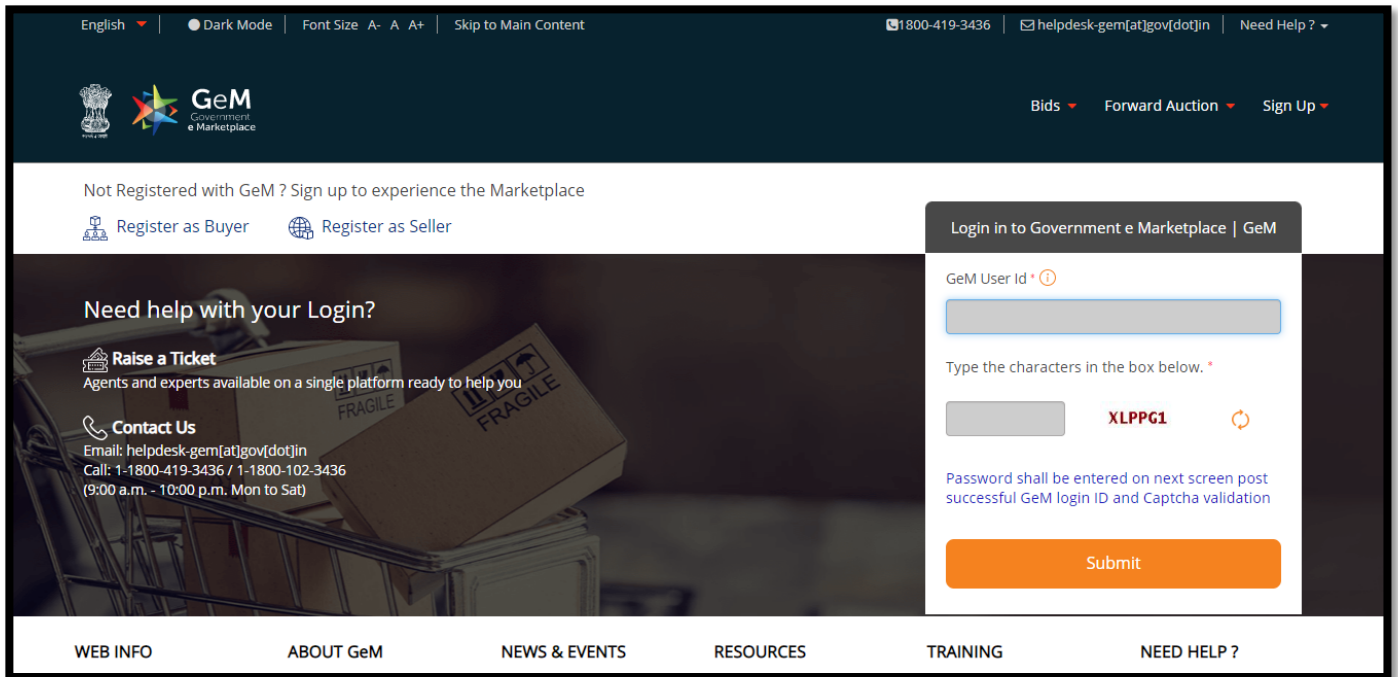 English
Dark Mode
Font Size A- A A+
Skip to Main Content
1800-419-3436
helpdesk-gem[at]gov[dot]in
Need Help ?
GeM
Government
e Marketplace
Bids
Forward Auction
Sign Up
Not Registered with GeM ? Sign up to experience the Marketplace
Register as Buyer
Register as Seller
Login in to Government e Marketplace | GeM
GeM User Id *
Type the characters in the box below. *
XLPPG1
Password shall be entered on next screen post
successful GeM login ID and Captcha validation
Submit
Need help with your Login?
Raise a Ticket
Agents and experts available on a single platform ready to help you
Contact Us
Email: helpdesk-gem[at]gov[dot]in
Call: 1-1800-419-3436 / 1-1800-102-3436
(9:00 a.m. - 10:00 p.m. Mon to Sat)
FRAGILE
FRAGILE
WEB INFO
ABOUT GeM
NEWS & EVENTS
RESOURCES
TRAINING
NEED HELP ?